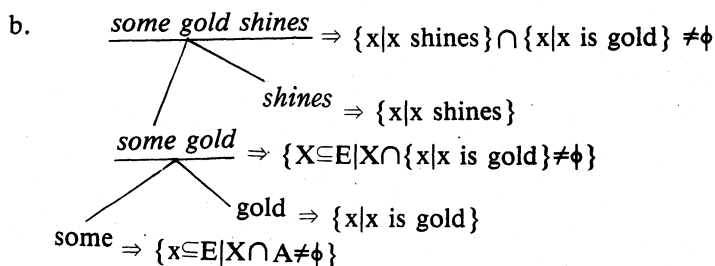 b.
some gold shines ⇒ {x|x shines}∩{x|x is gold} ≠ϕ
shines ⇒ {x|x shines}
some gold ⇒ {X⊆E|X∩{x|x is gold}≠ϕ}
gold ⇒ {x|x is gold}
some ⇒ {x⊆E|X∩A≠ϕ}